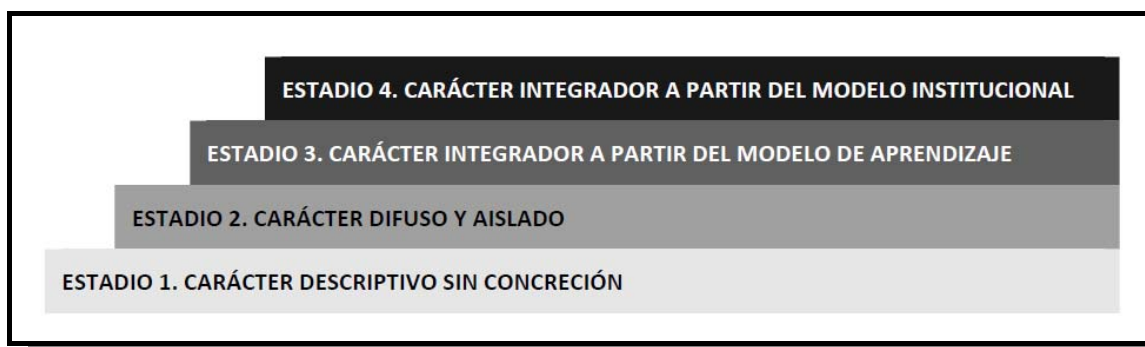 ESTADIO 4. CARÁCTER INTEGRADOR A PARTIR DEL MODELO INSTITUCIONAL
ESTADIO 3. CARÁCTER INTEGRADOR A PARTIR DEL MODELO DE APRENDIZAJE
ESTADIO 2. CARÁCTER DIFUSO Y AISLADO
ESTADIO 1. CARÁCTER DESCRIPTIVO SIN CONCRECIÓN